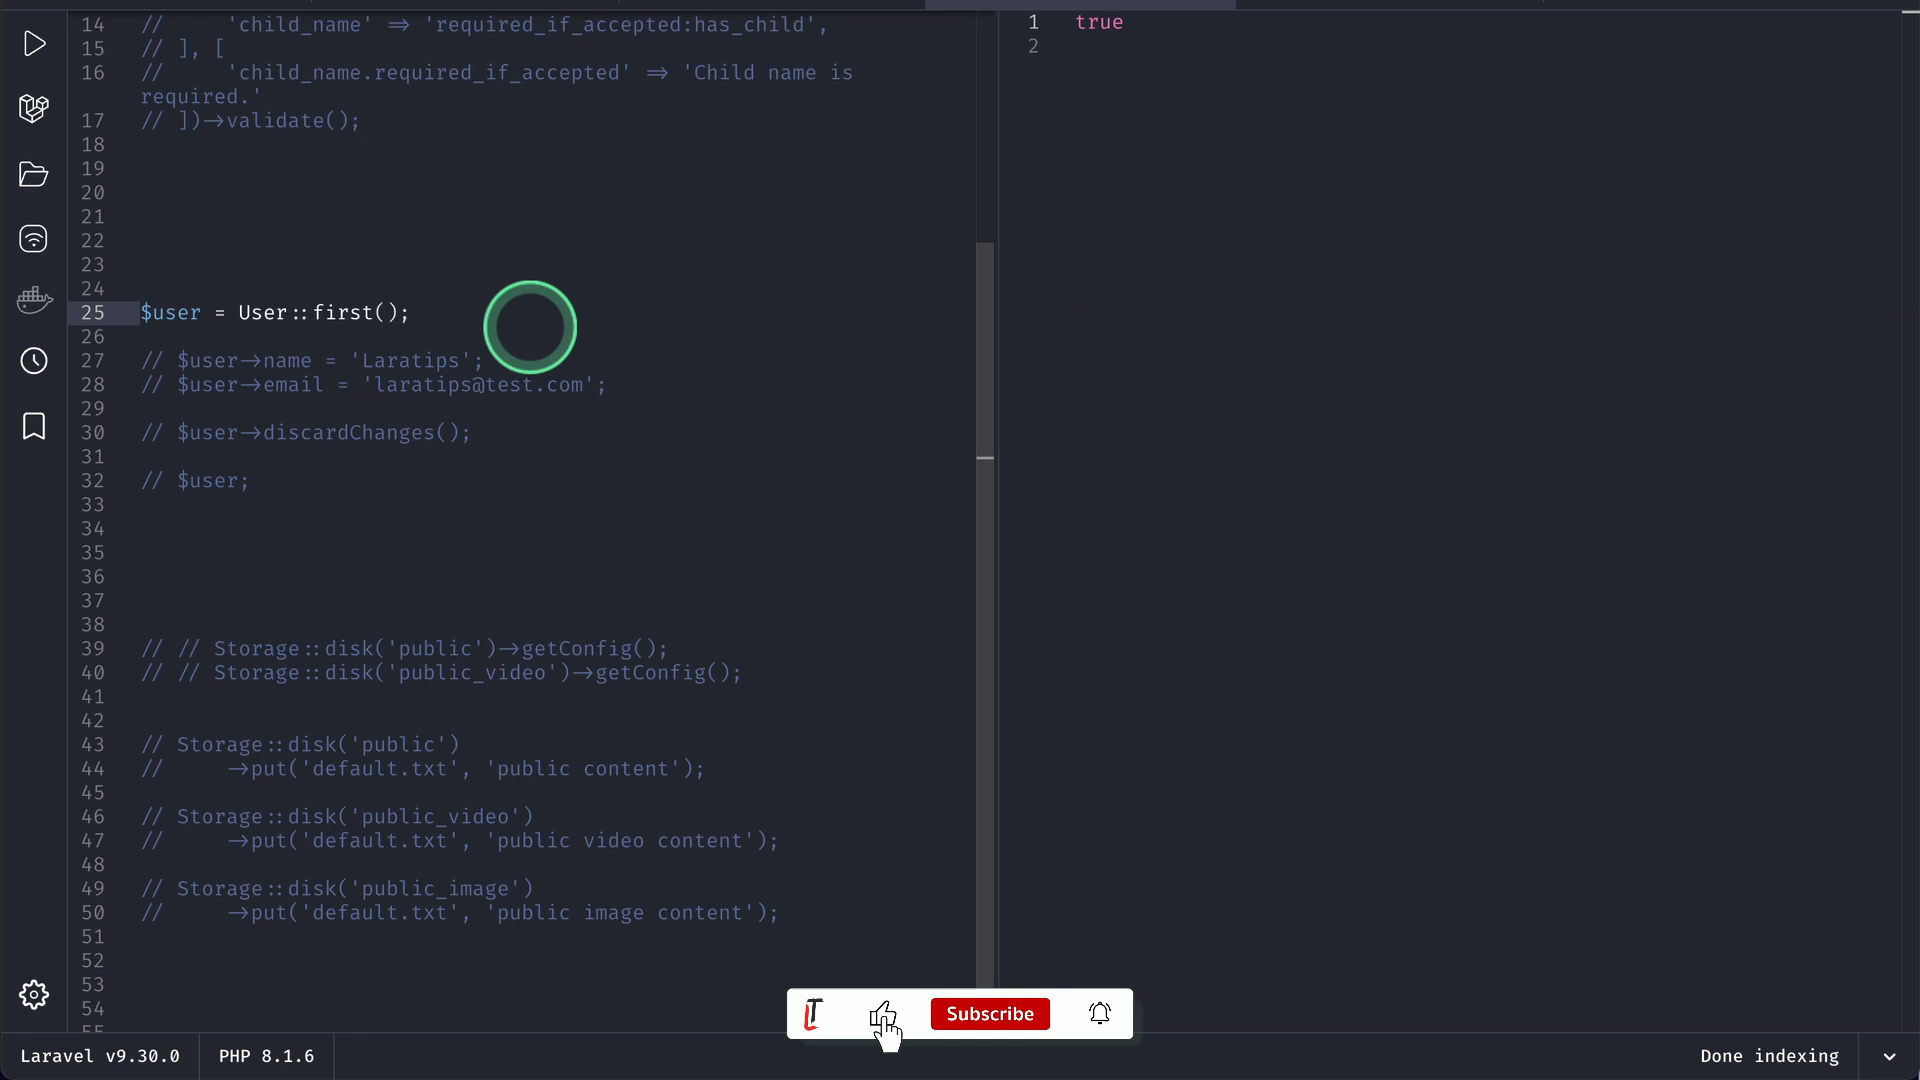 14 //     'child_name' => 'required_if_accepted:has_child',
15 // ], [
16 //     'child_name.required_if_accepted' => 'Child name is
required.'
17 // ])->validate();
18
19
20
21
22
23
24
25 $user = User::first();
26
27 // $user->name = 'Laratips';
28 // $user->email = 'laratips@test.com';
29
30 // $user->discardChanges();
31
32 // $user;
33
34
35
36
37
38
39 // // Storage::disk('public')->getConfig();
40 // // Storage::disk('public_video')->getConfig();
41
42
43 // Storage::disk('public')
44 //     ->put('default.txt', 'public content');
45
46 // Storage::disk('public_video')
47 //     ->put('default.txt', 'public video content');
48
49 // Storage::disk('public_image')
50 //     ->put('default.txt', 'public image content');
51
52
53
54
55
1 true
2
LT
Subscribe
Laravel v9.30.0
PHP 8.1.6
Done indexing